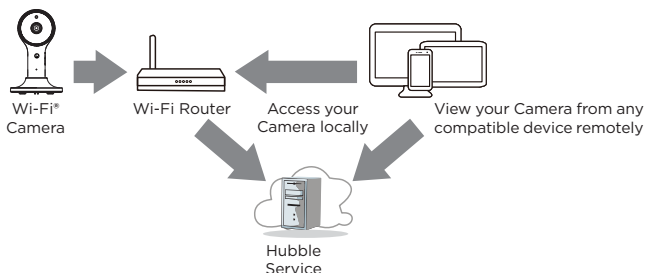 Wi-Fi®
Camera
Wi-Fi Router
Access your
Camera locally
View your Camera from any
compatible device remotely
Hubble
Service